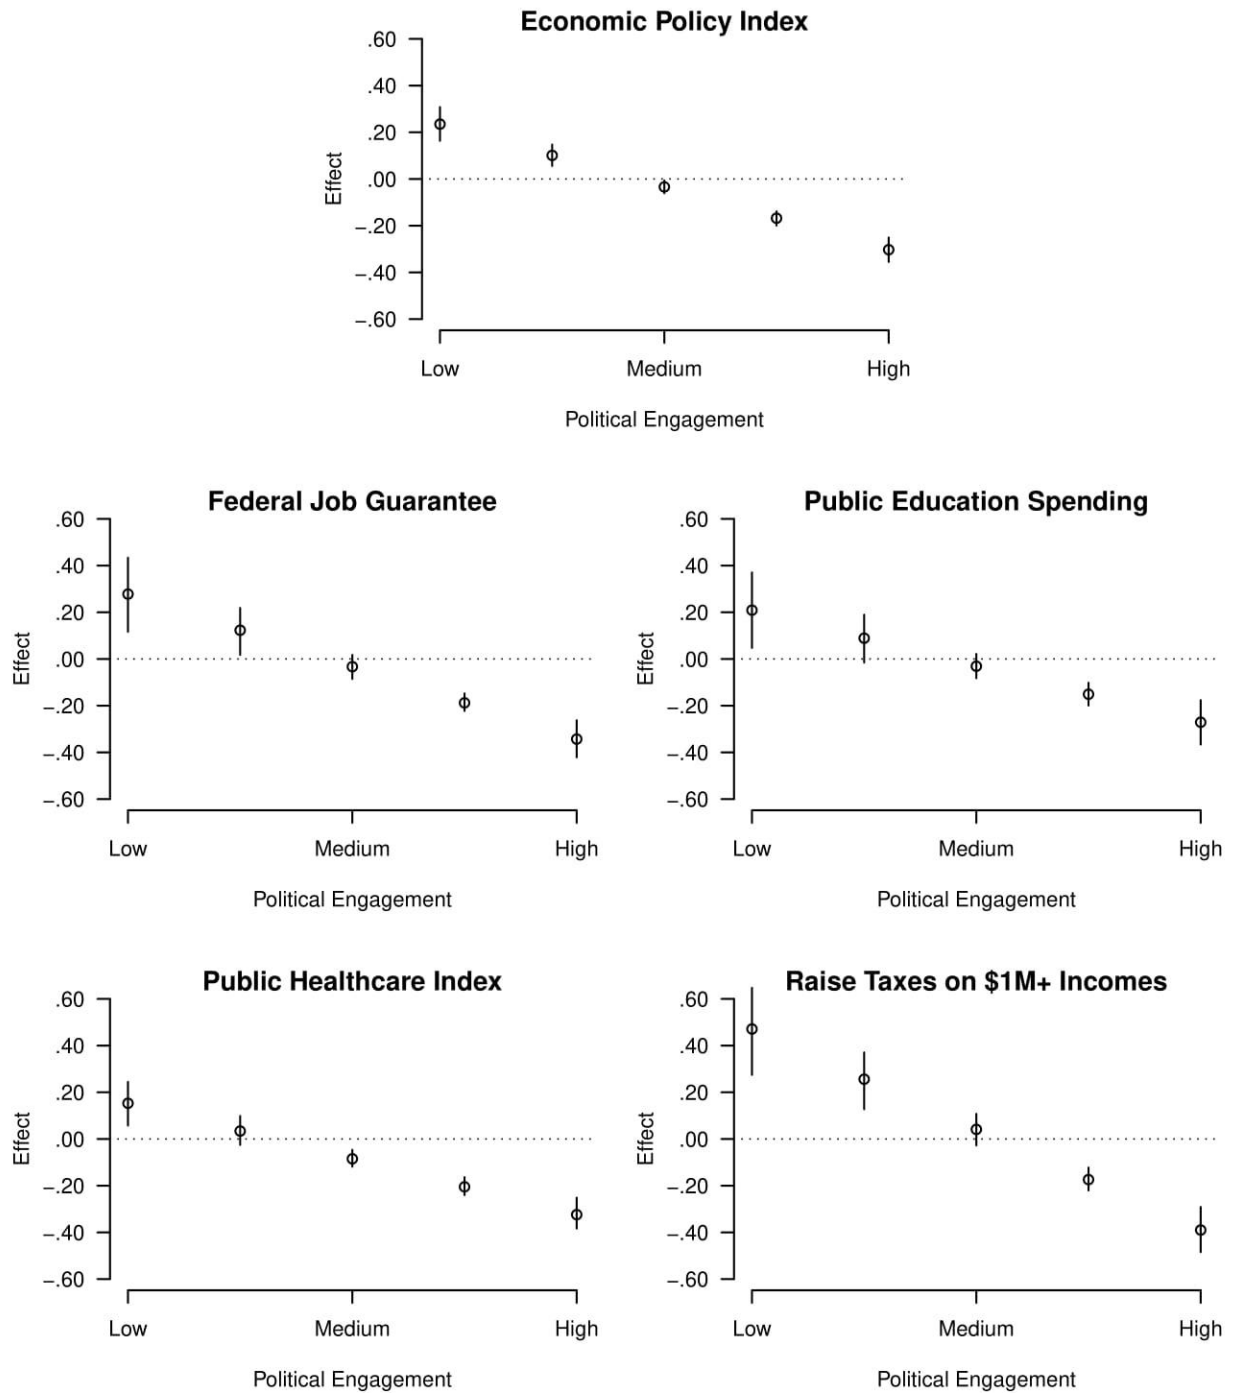 Economic Policy Index
.60
.40
.20
.00
−.20
−.40
−.60
Effect
Low Medium High
Political Engagement
Federal Job Guarantee
.60
.40
.20
.00
−.20
−.40
−.60
Effect
Low Medium High
Political Engagement
Public Education Spending
.60
.40
.20
.00
−.20
−.40
−.60
Effect
Low Medium High
Political Engagement
Public Healthcare Index
.60
.40
.20
.00
−.20
−.40
−.60
Effect
Low Medium High
Political Engagement
Raise Taxes on $1M+ Incomes
.60
.40
.20
.00
−.20
−.40
−.60
Effect
Low Medium High
Political Engagement